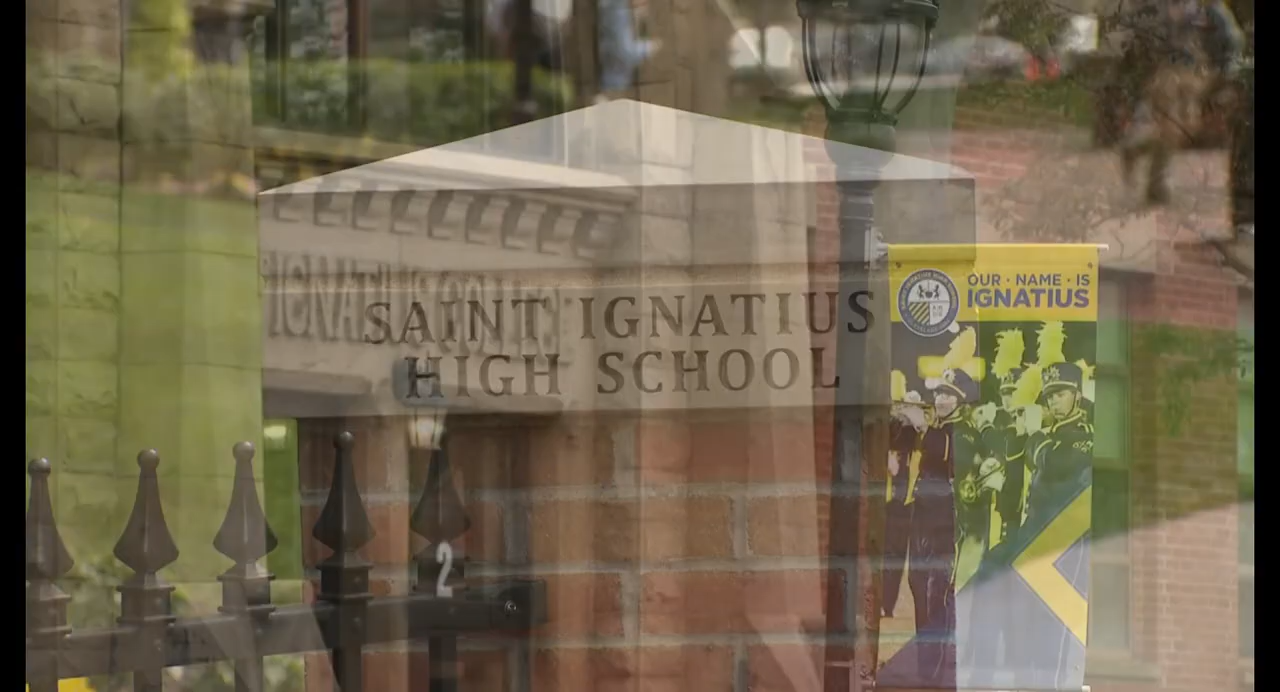 SAINT IGNATIUS
HIGH SCHOOL
OUR · NAME · IS
IGNATIUS
2